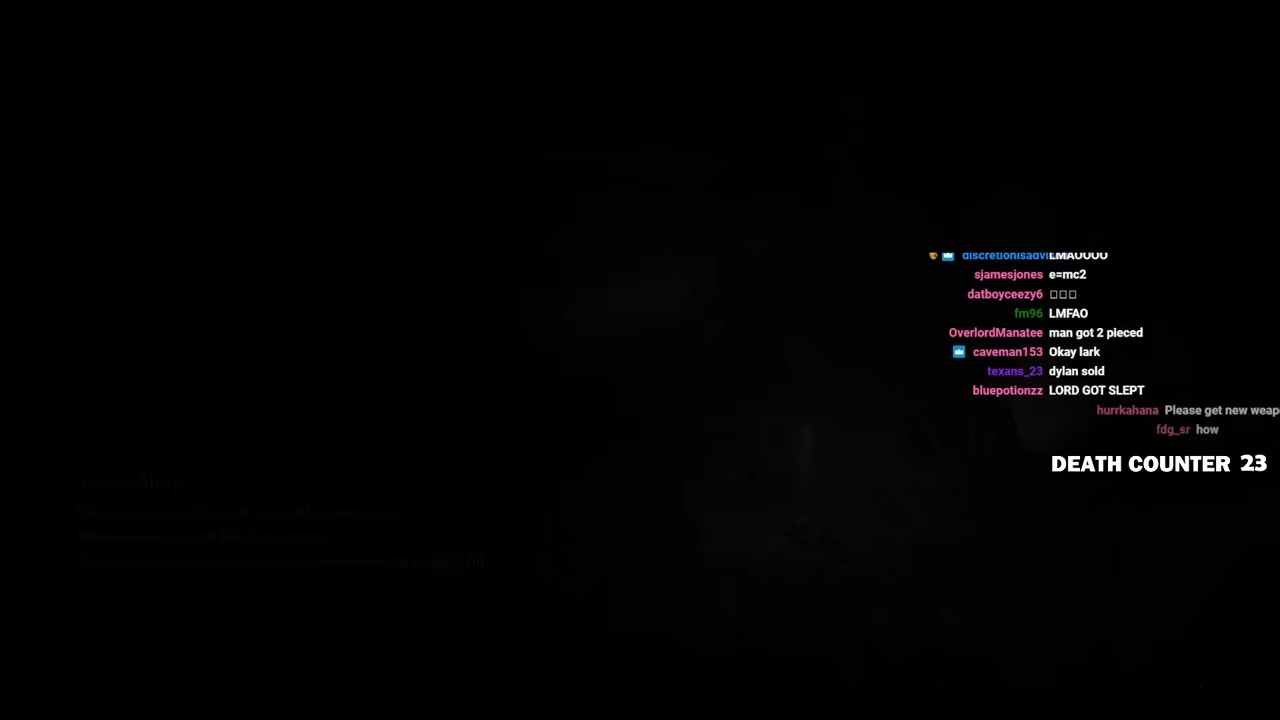 discretionisadvi LMAOOOO
sjamesjones e=mc2
datboyceezy6 □□□
fm96 LMFAO
OverlordManatee man got 2 pieced
caveman153 Okay lark
texans_23 dylan sold
bluepotionzz LORD GOT SLEPT
hurrkahana Please get new weap
fdg_sr how
DEATH COUNTER 23